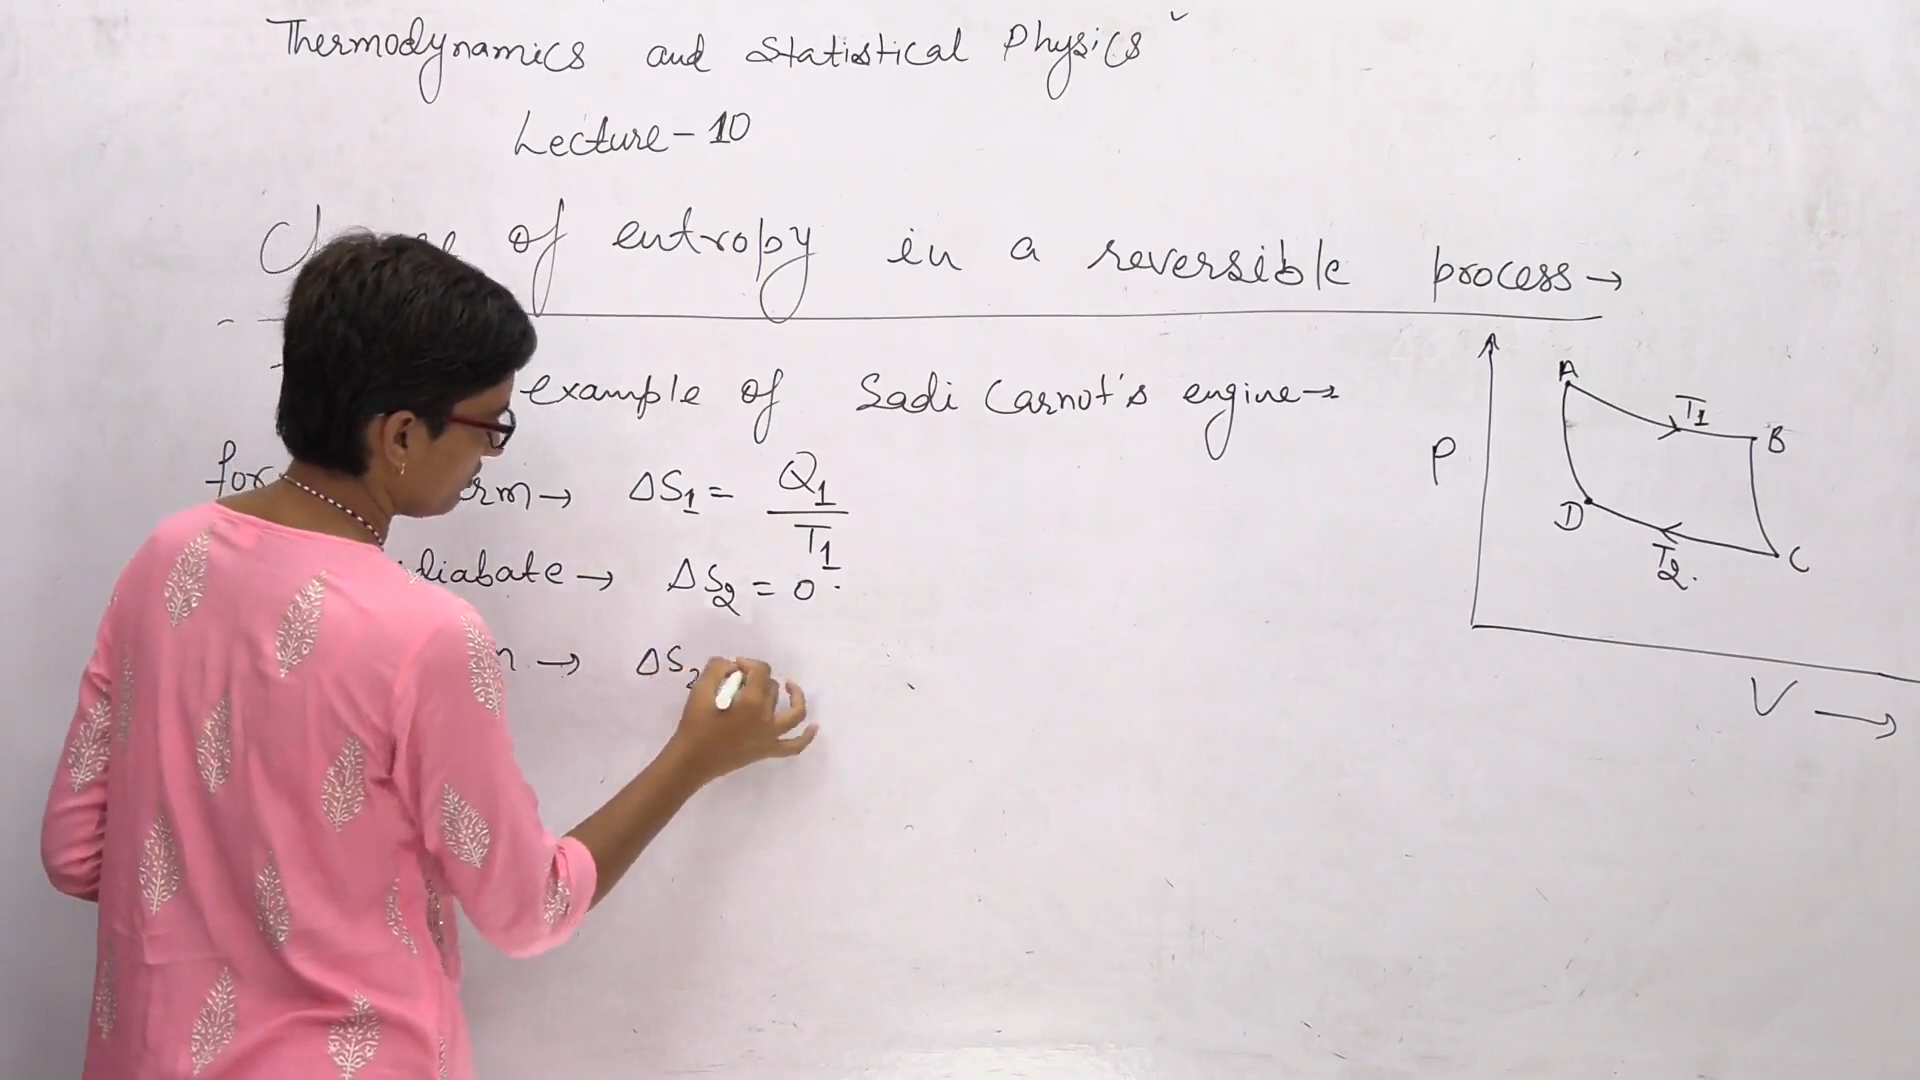 Thermodynamics and Statistical Physics
Lecture - 10
of entropy in a reversible process →
example of Sadi Carnot's engine →
for → ΔS1 = Q1/T1
→ ΔS2 = 0
→ ΔS
P
A
T1
B
D
T2.
C
V →